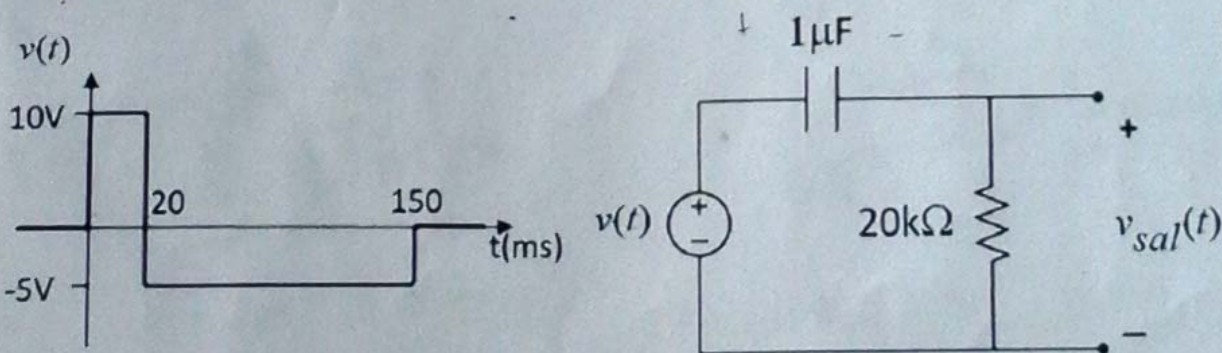 v(t)
10V
20
150
t(ms)
-5V
1μF
v(t)
+
−
20kΩ
+
v_sal(t)
−